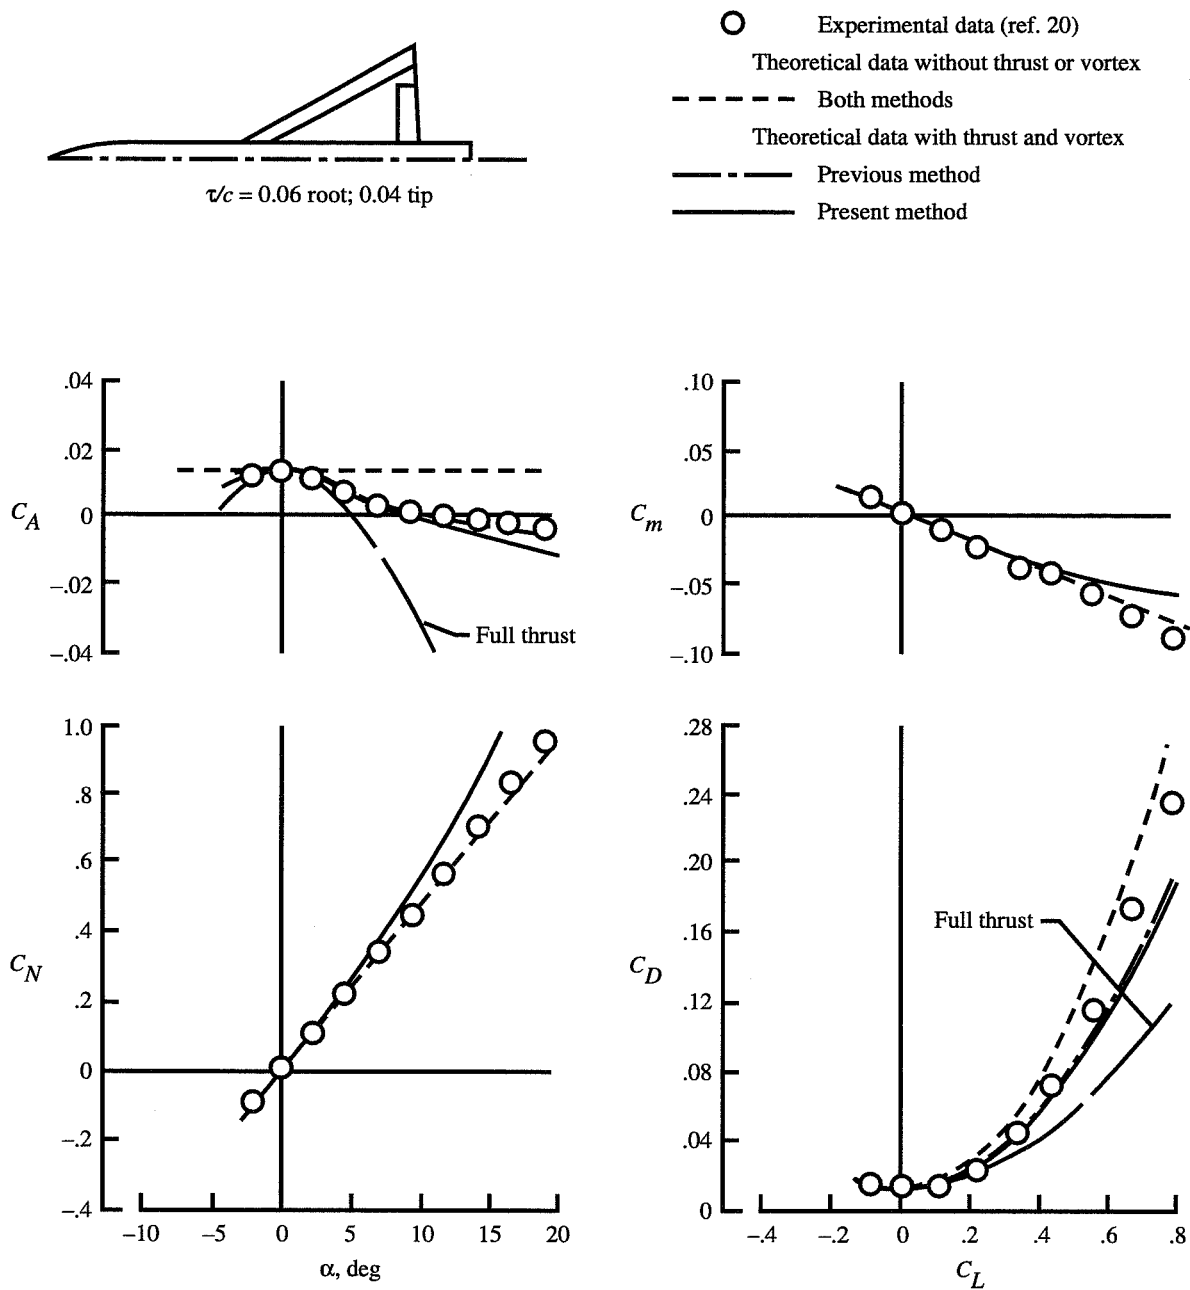 Experimental data (ref. 20)
Theoretical data without thrust or vortex
Both methods
Theoretical data with thrust and vortex
Previous method
Present method
τ/c = 0.06 root; 0.04 tip
.04
.02
0
–.02
–.04
C_A
Full thrust
.10
.05
0
–.05
–.10
C_m
1.0
.8
.6
.4
.2
0
–.2
–.4
C_N
–10 –5 0 5 10 15 20
α, deg
.28
.24
.20
.16
.12
.08
.04
0
C_D
Full thrust
–.4 –.2 0 .2 .4 .6 .8
C_L